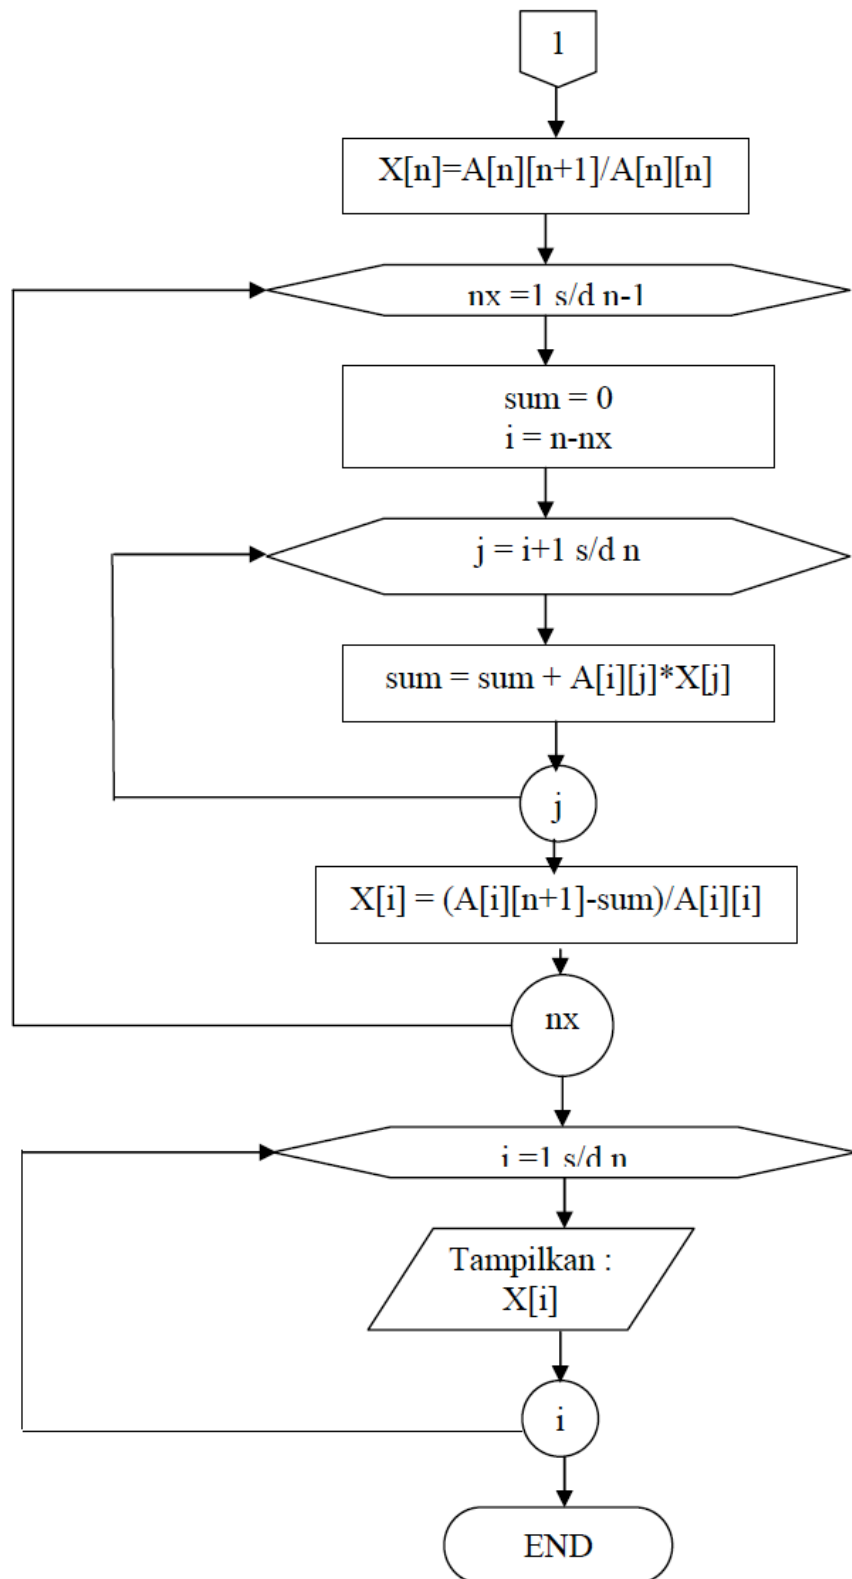 1
X[n]=A[n][n+1]/A[n][n]
nx =1 s/d n-1
sum = 0
i = n-nx
j = i+1 s/d n
sum = sum + A[i][j]*X[j]
j
X[i] = (A[i][n+1]-sum)/A[i][i]
nx
i =1 s/d n
Tampilkan :
X[i]
i
END